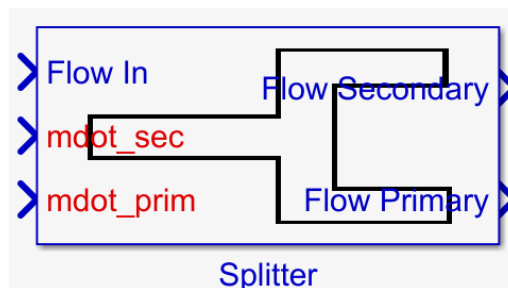 Flow In
Flow Secondary
mdot_sec
mdot_prim
Flow Primary
Splitter